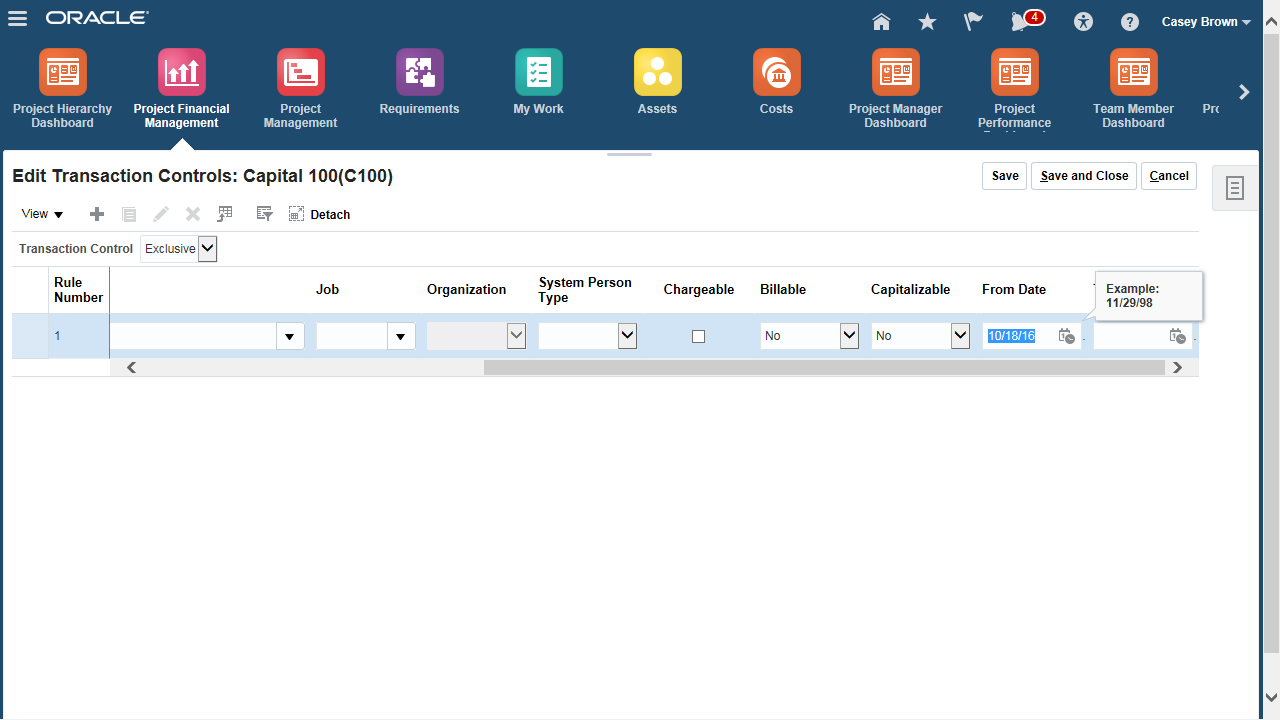 ORACLE
4
Casey Brown
Project Hierarchy
Dashboard
Project Financial
Management
Project
Management
Requirements
My Work
Assets
Costs
Project Manager
Dashboard
Project
Performance
Team Member
Dashboard
Pro
Edit Transaction Controls: Capital 100(C100)
Save
Save and Close
Cancel
View
Detach
Transaction Control
Exclusive
Rule
Number
Job
Organization
System Person
Type
Chargeable
Billable
Capitalizable
From Date
Example:
11/29/98
1
No
No
10/18/16